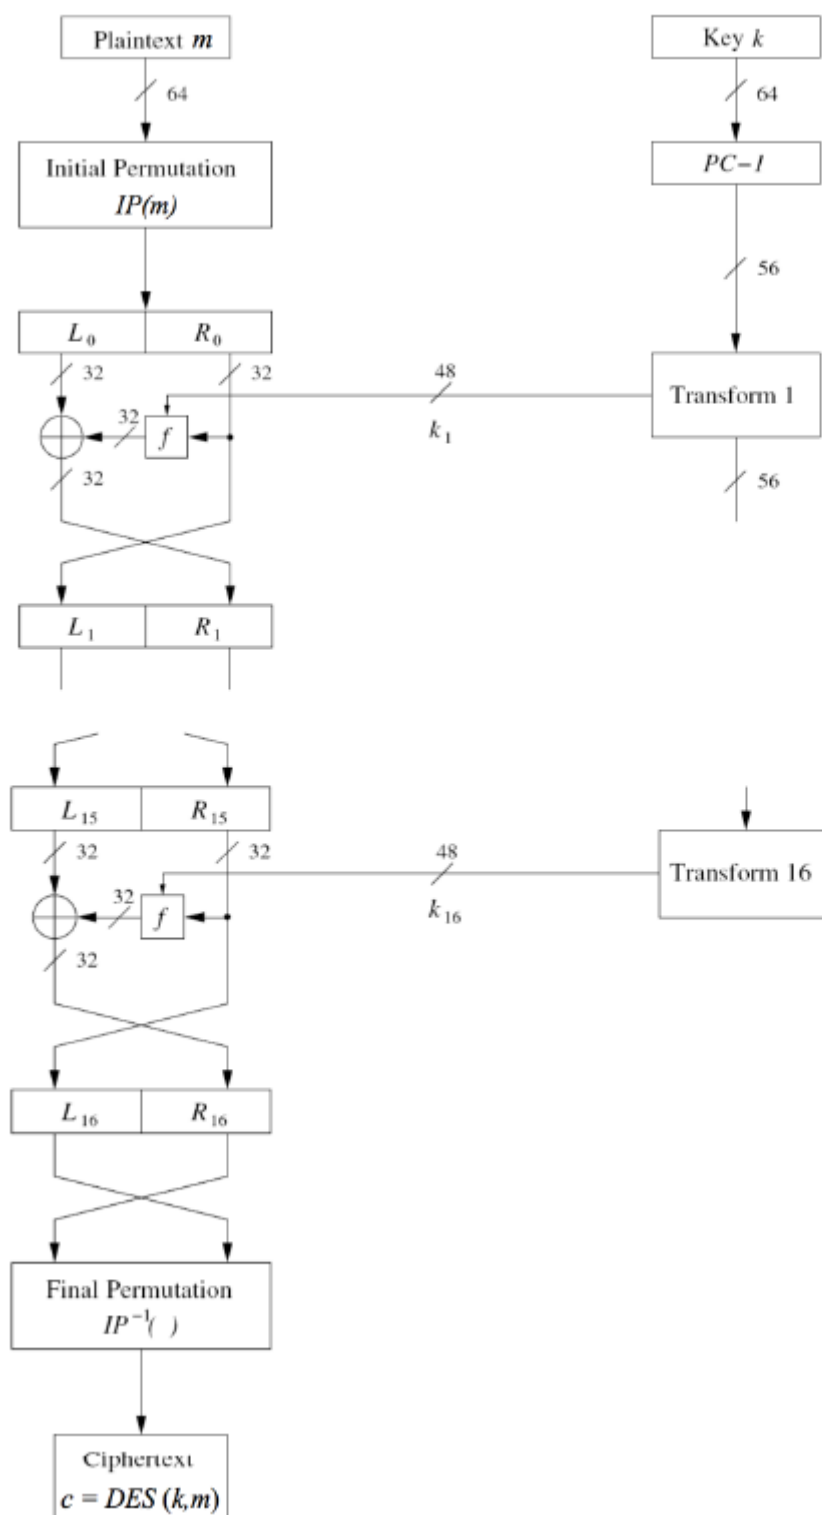 Plaintext m
Key k
64
64
Initial Permutation
IP(m)
PC-1
56
L0 R0
32
32
48
Transform 1
32
f
k1
32
56
L1 R1
L15 R15
32
32
48
Transform 16
32
f
k16
32
L16 R16
Final Permutation
IP^-1( )
Ciphertext
c = DES (k,m)